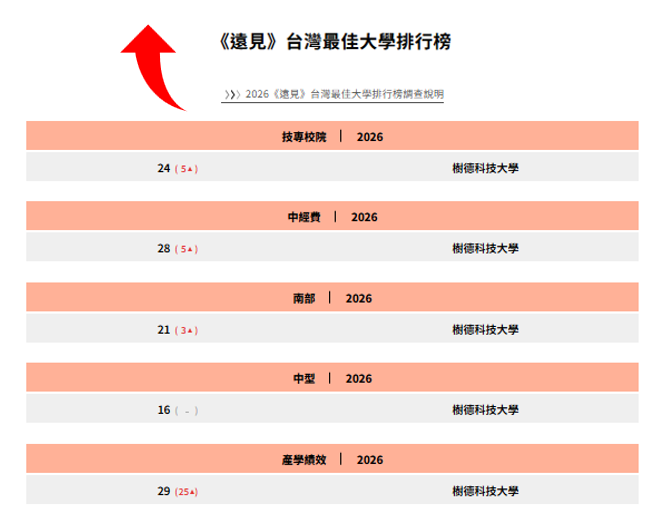 《遠見》台灣最佳大學排行榜
》〉2026《遠見》台灣最佳大學排行榜調查說明
技專校院 | 2026
24 ( 5▲) 樹德科技大學
中經費 | 2026
28 ( 5▲) 樹德科技大學
南部 | 2026
21 ( 3▲) 樹德科技大學
中型 | 2026
16 ( - ) 樹德科技大學
產學績效 | 2026
29 (25▲) 樹德科技大學